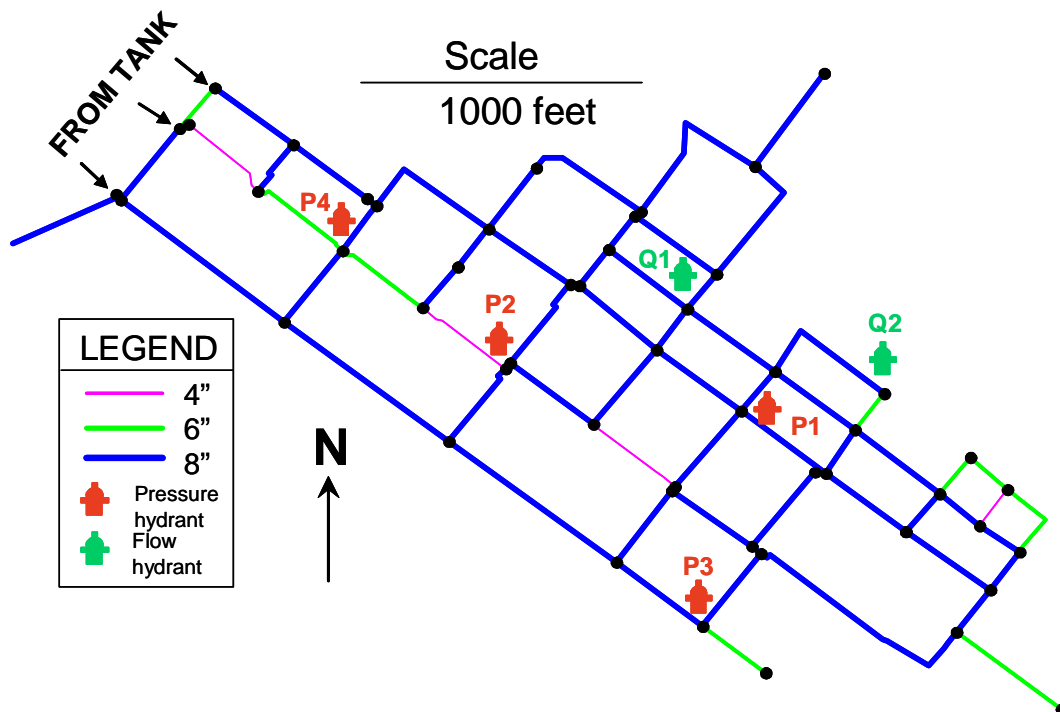 FROM TANK
Scale
1000 feet
P4
Q1
P2
Q2
P1
P3
N
LEGEND
4”
6”
8”
Pressure
hydrant
Flow
hydrant